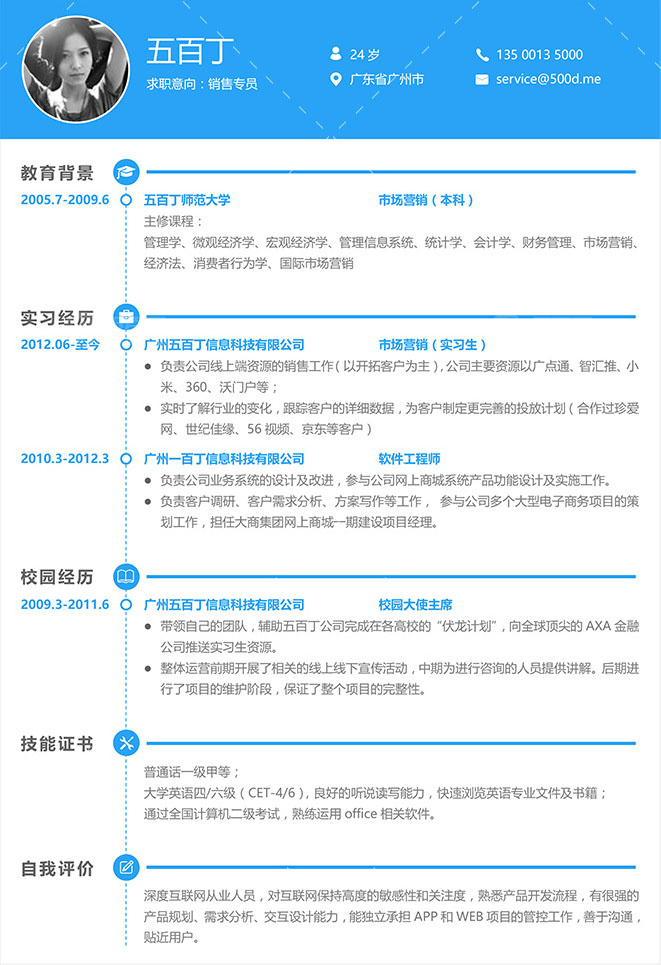 五百丁
求职意向：销售专员
24 岁
135 0013 5000
广东省广州市
service@500d.me
教育背景
2005.7-2009.6 五百丁师范大学 市场营销（本科）
主修课程：
管理学、微观经济学、宏观经济学、管理信息系统、统计学、会计学、财务管理、市场营销、
经济法、消费者行为学、国际市场营销
实习经历
2012.06-至今 广州五百丁信息科技有限公司 市场营销（实习生）
● 负责公司线上端资源的销售工作（以开拓客户为主），公司主要资源以广点通、智汇推、小
米、360、沃门户等；
● 实时了解行业的变化，跟踪客户的详细数据，为客户制定更完善的投放计划（合作过珍爱
网、世纪佳缘、56 视频、京东等客户）
2010.3-2012.3 广州一百丁信息科技有限公司 软件工程师
● 负责公司业务系统的设计及改进，参与公司网上商城系统产品功能设计及实施工作。
● 负责客户调研、客户需求分析、方案写作等工作， 参与公司多个大型电子商务项目的策
划工作，担任大商集团网上商城一期建设项目经理。
校园经历
2009.3-2011.6 广州五百丁信息科技有限公司 校园大使主席
● 带领自己的团队，辅助五百丁公司完成在各高校的“伏龙计划”，向全球顶尖的 AXA 金融
公司推送实习生资源。
● 整体运营前期开展了相关的线上线下宣传活动，中期为进行咨询的人员提供讲解。后期进
行了项目的维护阶段，保证了整个项目的完整性。
技能证书
普通话一级甲等；
大学英语四/六级（CET-4/6），良好的听说读写能力，快速浏览英语专业文件及书籍；
通过全国计算机二级考试，熟练运用 office 相关软件。
自我评价
深度互联网从业人员，对互联网保持高度的敏感性和关注度，熟悉产品开发流程，有很强的
产品规划、需求分析、交互设计能力，能独立承担 APP 和 WEB 项目的管控工作，善于沟通，
贴近用户。